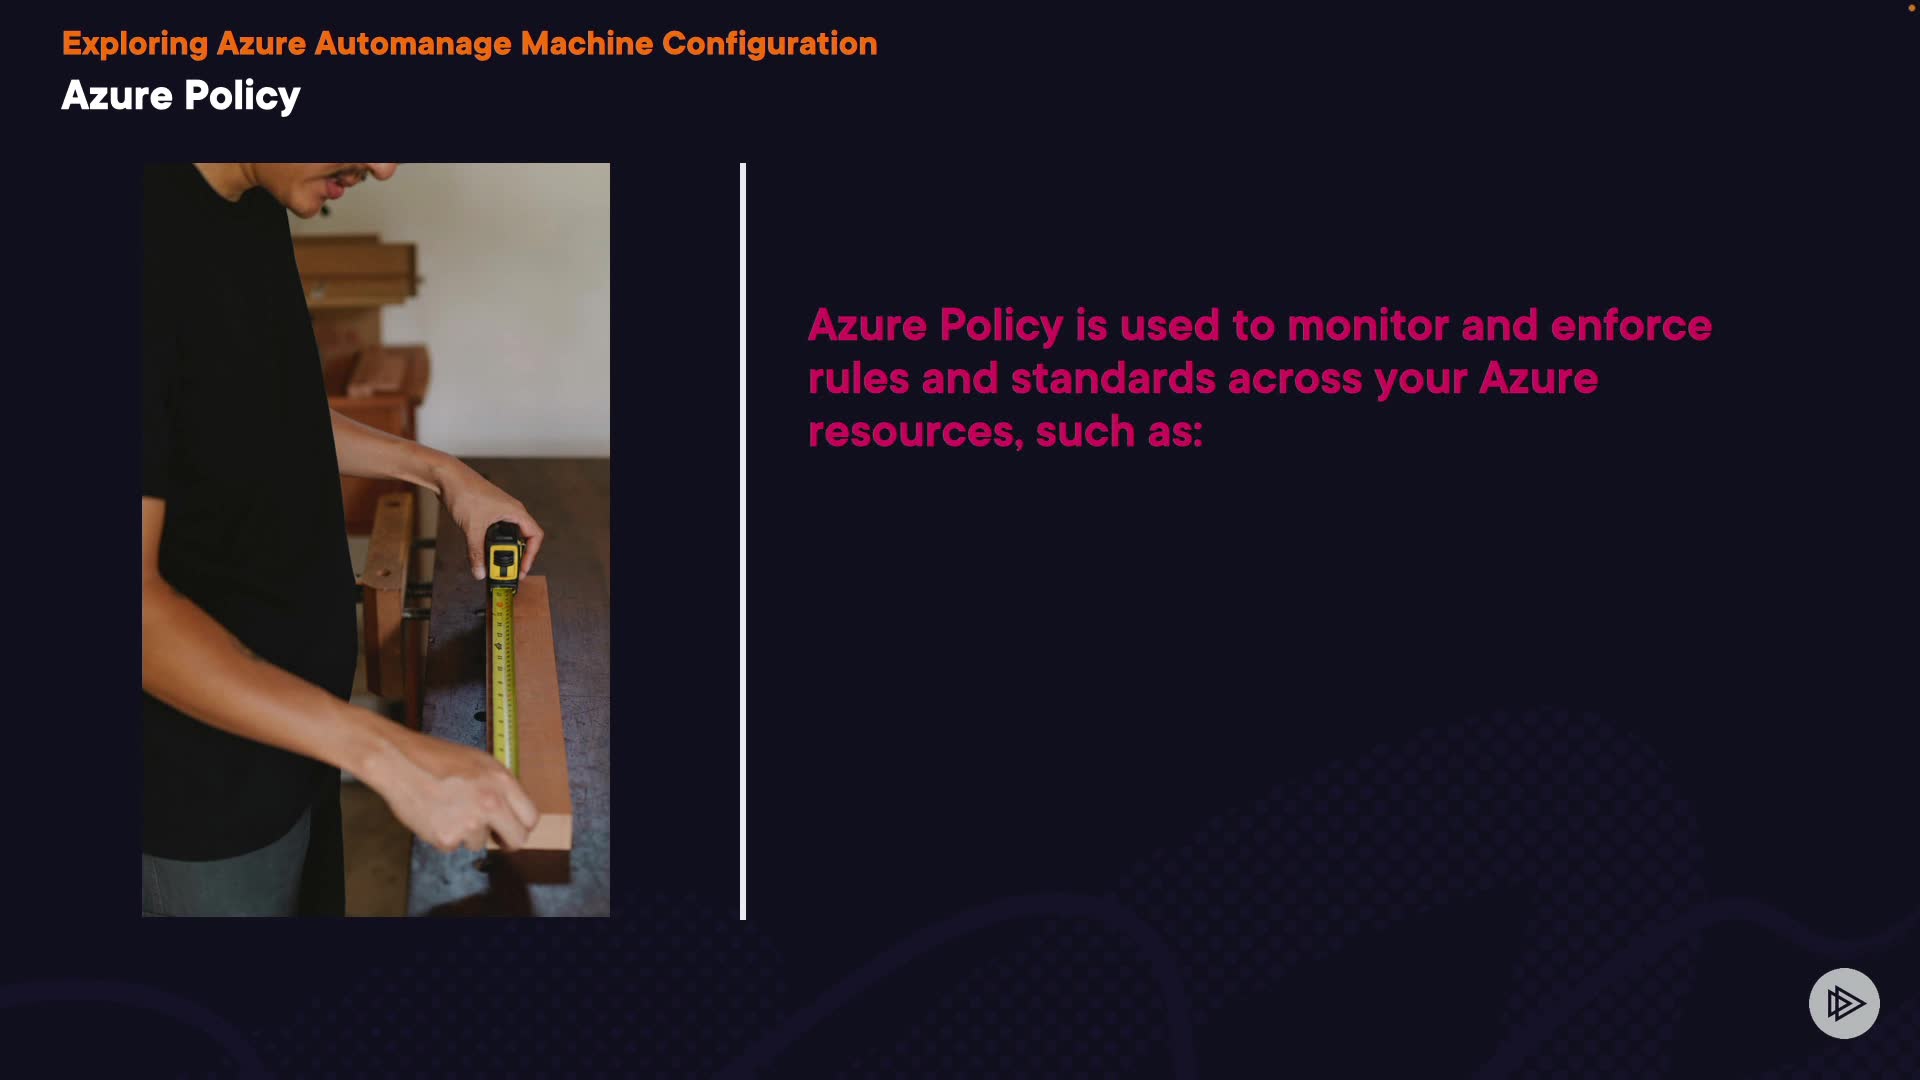 Exploring Azure Automanage Machine Configuration
Azure Policy
Azure Policy is used to monitor and enforce
rules and standards across your Azure
resources, such as: